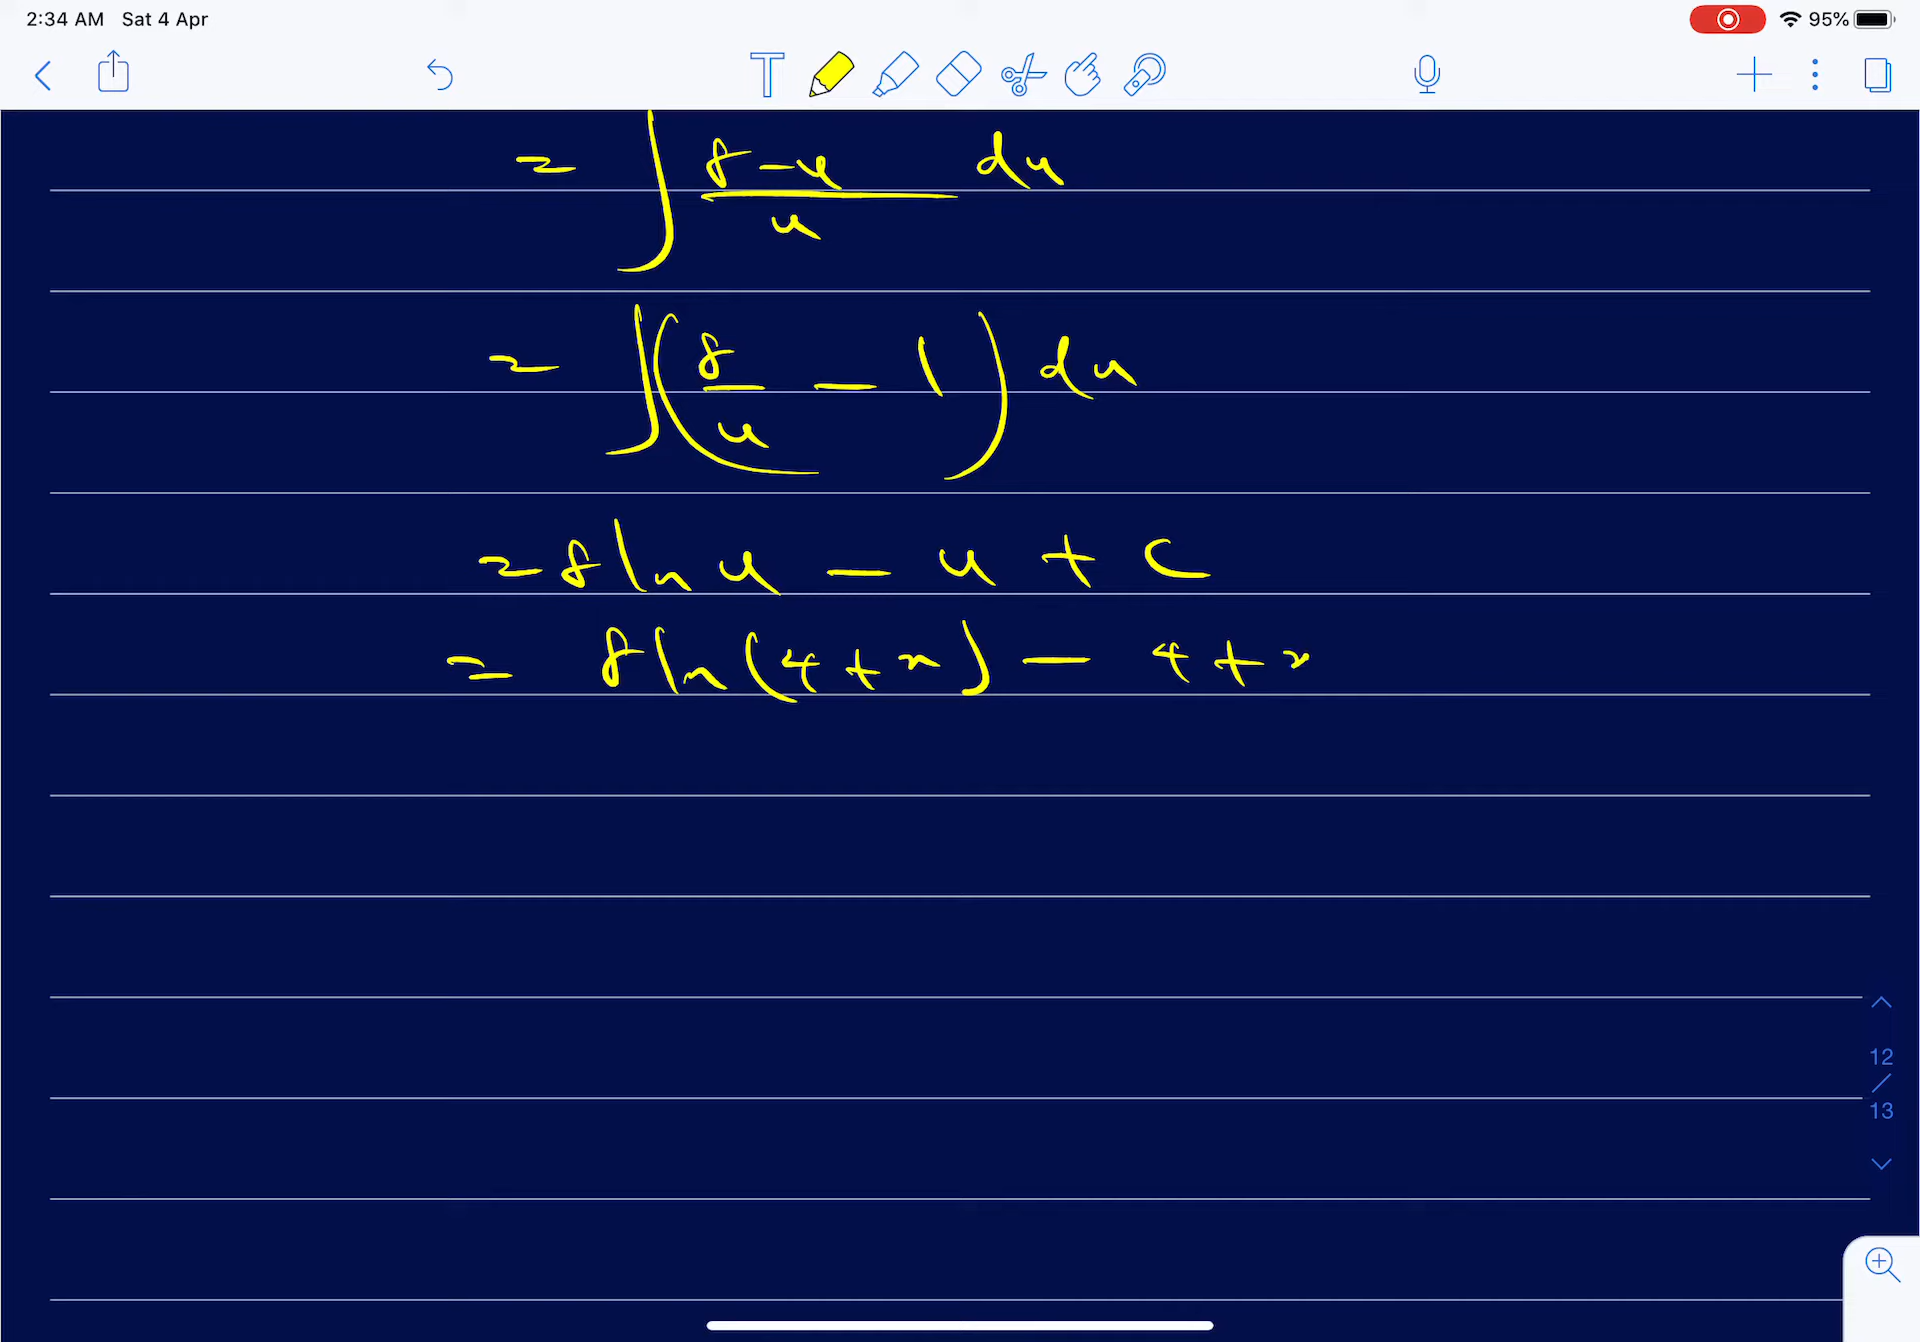 2:34 AM Sat 4 Apr 95%
= ∫ (8-u)/u du
= ∫ (8/u - 1) du
= 8 ln u - u + c
= 8 ln (4 + x) - 4 + x
12
/
13